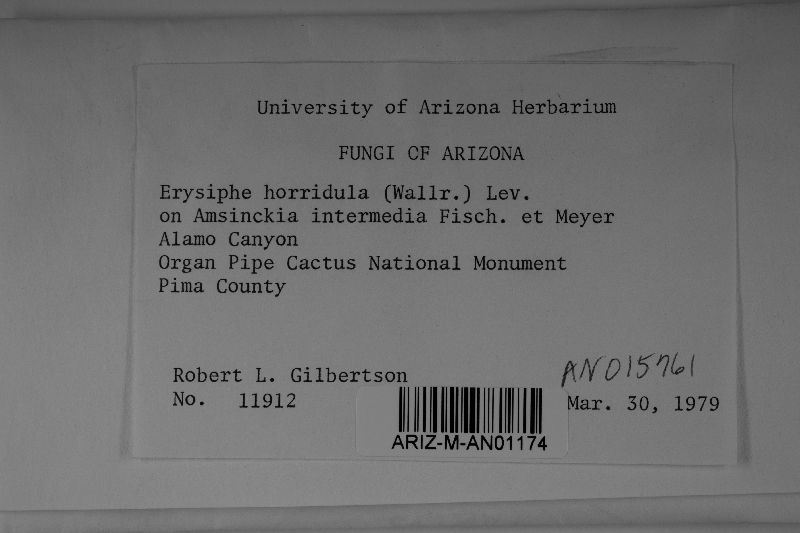 University of Arizona Herbarium
FUNGI OF ARIZONA
Erysiphe horridula (Wallr.) Lev.
on Amsinckia intermedia Fisch. et Meyer
Alamo Canyon
Organ Pipe Cactus National Monument
Pima County
Robert L. Gilbertson
AN015761
No. 11912
Mar. 30, 1979
ARIZ-M-AN01174